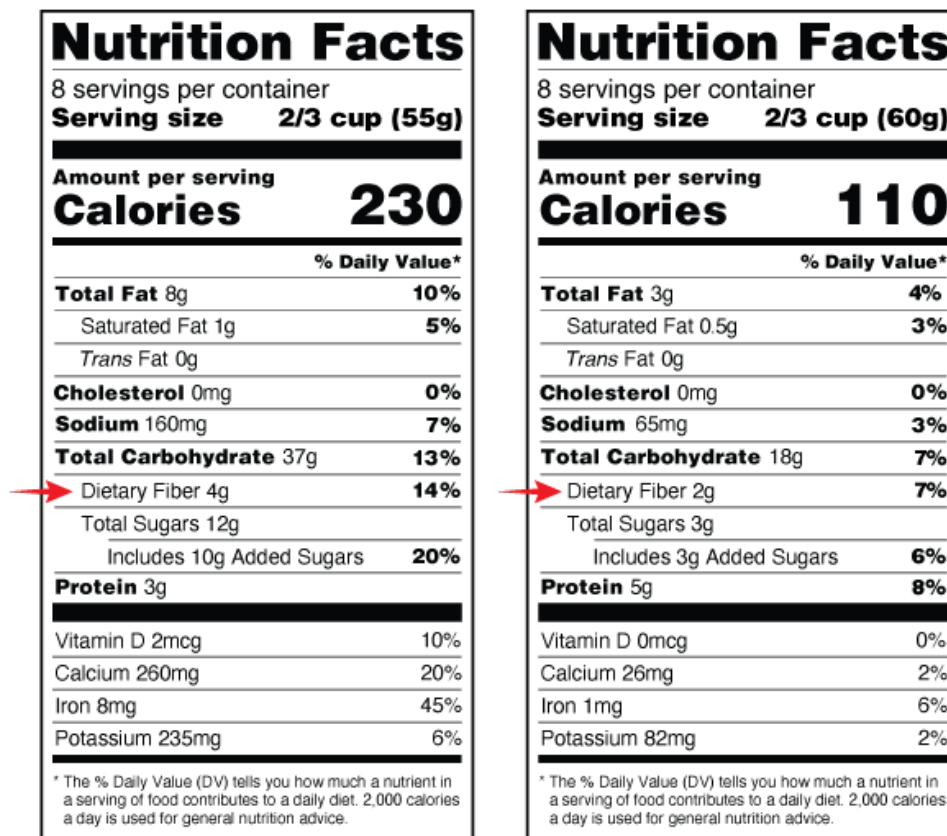 Nutrition Facts
8 servings per container
Serving size 2/3 cup (55g)
Amount per serving
Calories 230
% Daily Value*
Total Fat 8g 10%
Saturated Fat 1g 5%
Trans Fat 0g
Cholesterol 0mg 0%
Sodium 160mg 7%
Total Carbohydrate 37g 13%
Dietary Fiber 4g 14%
Total Sugars 12g
Includes 10g Added Sugars 20%
Protein 3g
Vitamin D 2mcg 10%
Calcium 260mg 20%
Iron 8mg 45%
Potassium 235mg 6%
* The % Daily Value (DV) tells you how much a nutrient in
a serving of food contributes to a daily diet. 2,000 calories
a day is used for general nutrition advice.
Nutrition Facts
8 servings per container
Serving size 2/3 cup (60g)
Amount per serving
Calories 110
% Daily Value*
Total Fat 3g 4%
Saturated Fat 0.5g 3%
Trans Fat 0g
Cholesterol 0mg 0%
Sodium 65mg 3%
Total Carbohydrate 18g 7%
Dietary Fiber 2g 7%
Total Sugars 3g
Includes 3g Added Sugars 6%
Protein 5g 8%
Vitamin D 0mcg 0%
Calcium 26mg 2%
Iron 1mg 6%
Potassium 82mg 2%
* The % Daily Value (DV) tells you how much a nutrient in
a serving of food contributes to a daily diet. 2,000 calories
a day is used for general nutrition advice.